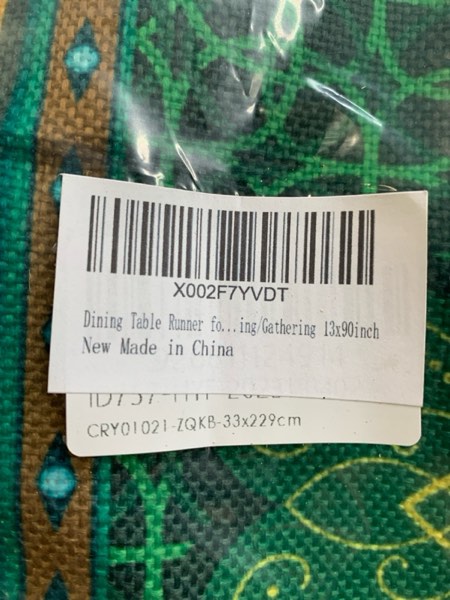 X002F7YVDT
Dining Table Runner fo...ing/Gathering 13x90inch
New Made in China
CRY01021-ZQKB-33x229cm